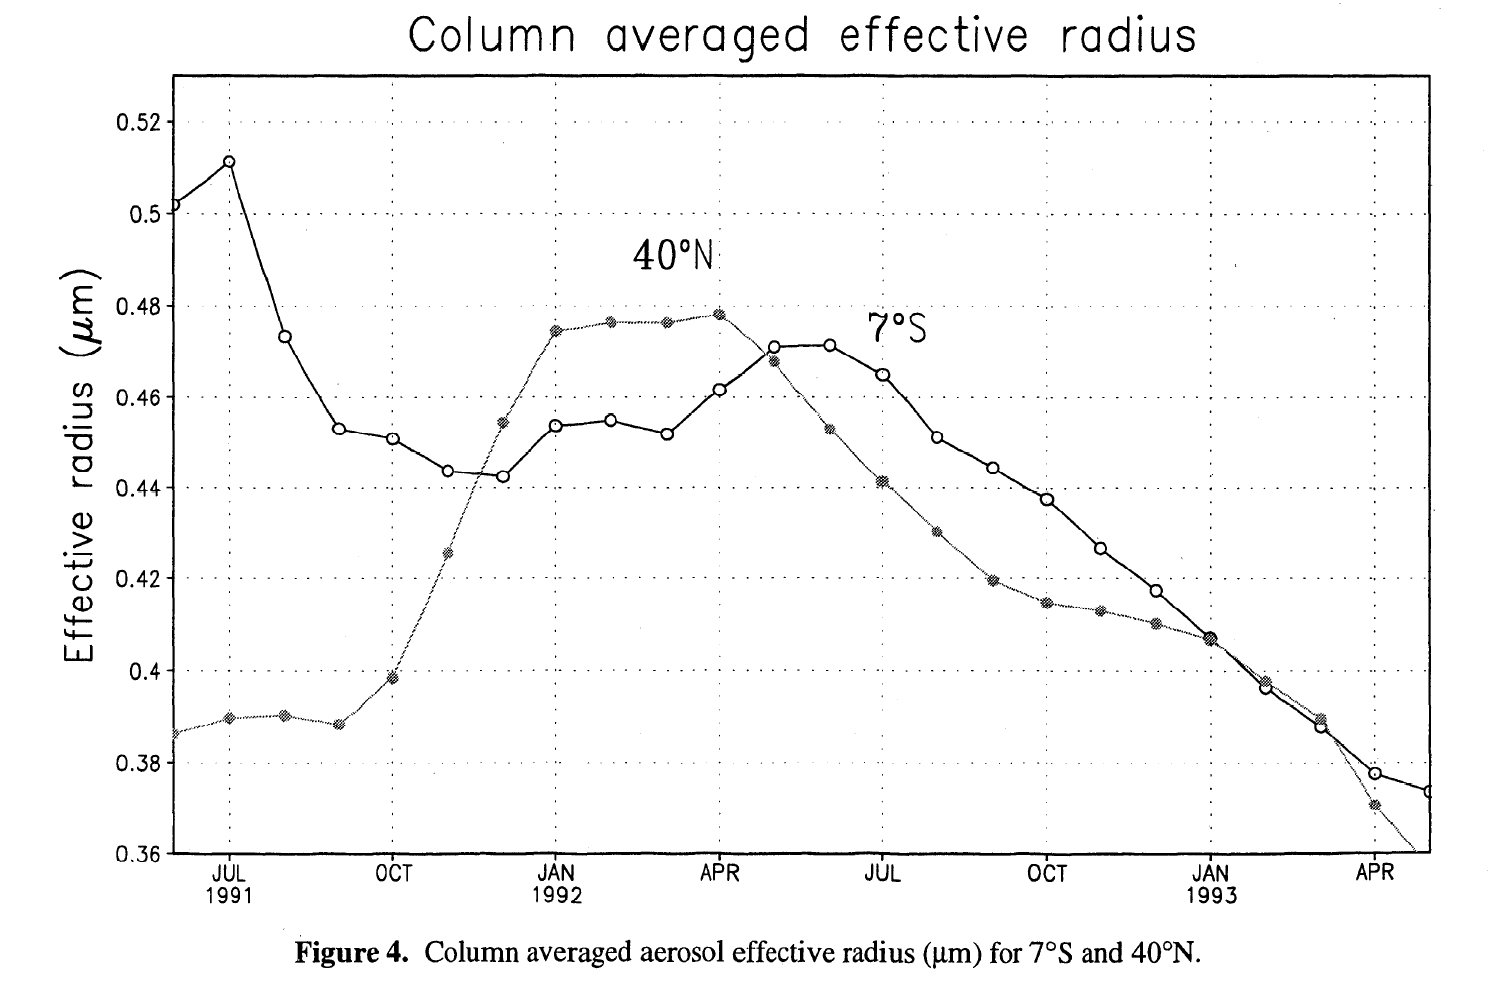 Column averaged effective radius
Effective radius (μm)
0.52
0.5
0.48
0.46
0.44
0.42
0.4
0.38
0.36
40°N
7°S
JUL OCT JAN APR JUL OCT JAN APR
1991 1992 1993
Figure 4. Column averaged aerosol effective radius (μm) for 7°S and 40°N.